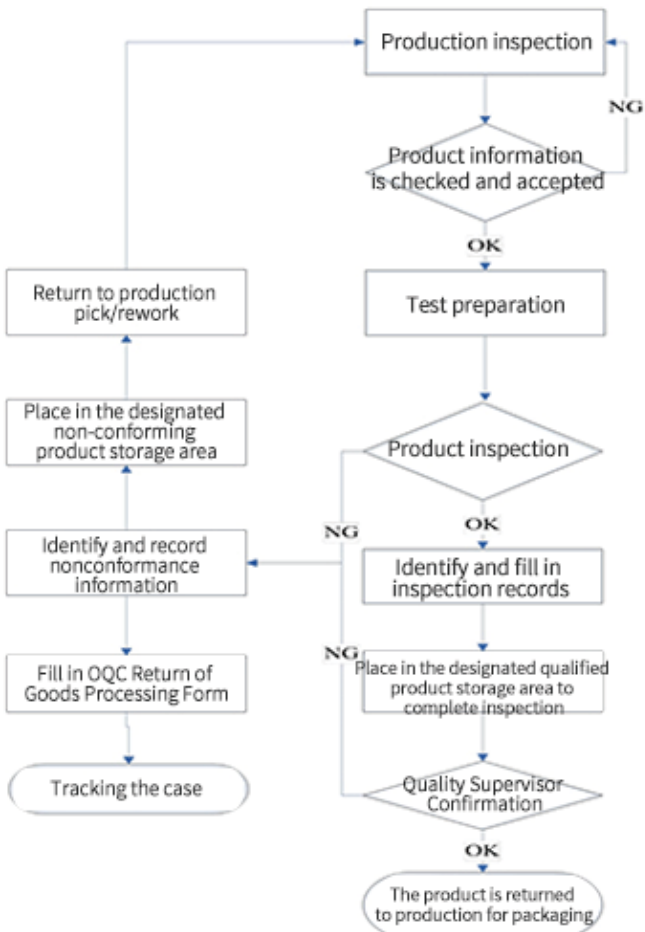 Production inspection
NG
Product information
is checked and accepted
OK
Return to production
pick/rework
Test preparation
Place in the designated
non-conforming
product storage area
Product inspection
NG
OK
Identify and record
nonconformance
information
Identify and fill in
inspection records
NG
Fill in OQC Return of
Goods Processing Form
Place in the designated qualified
product storage area to
complete inspection
Tracking the case
Quality Supervisor
Confirmation
OK
The product is returned
to production for packaging